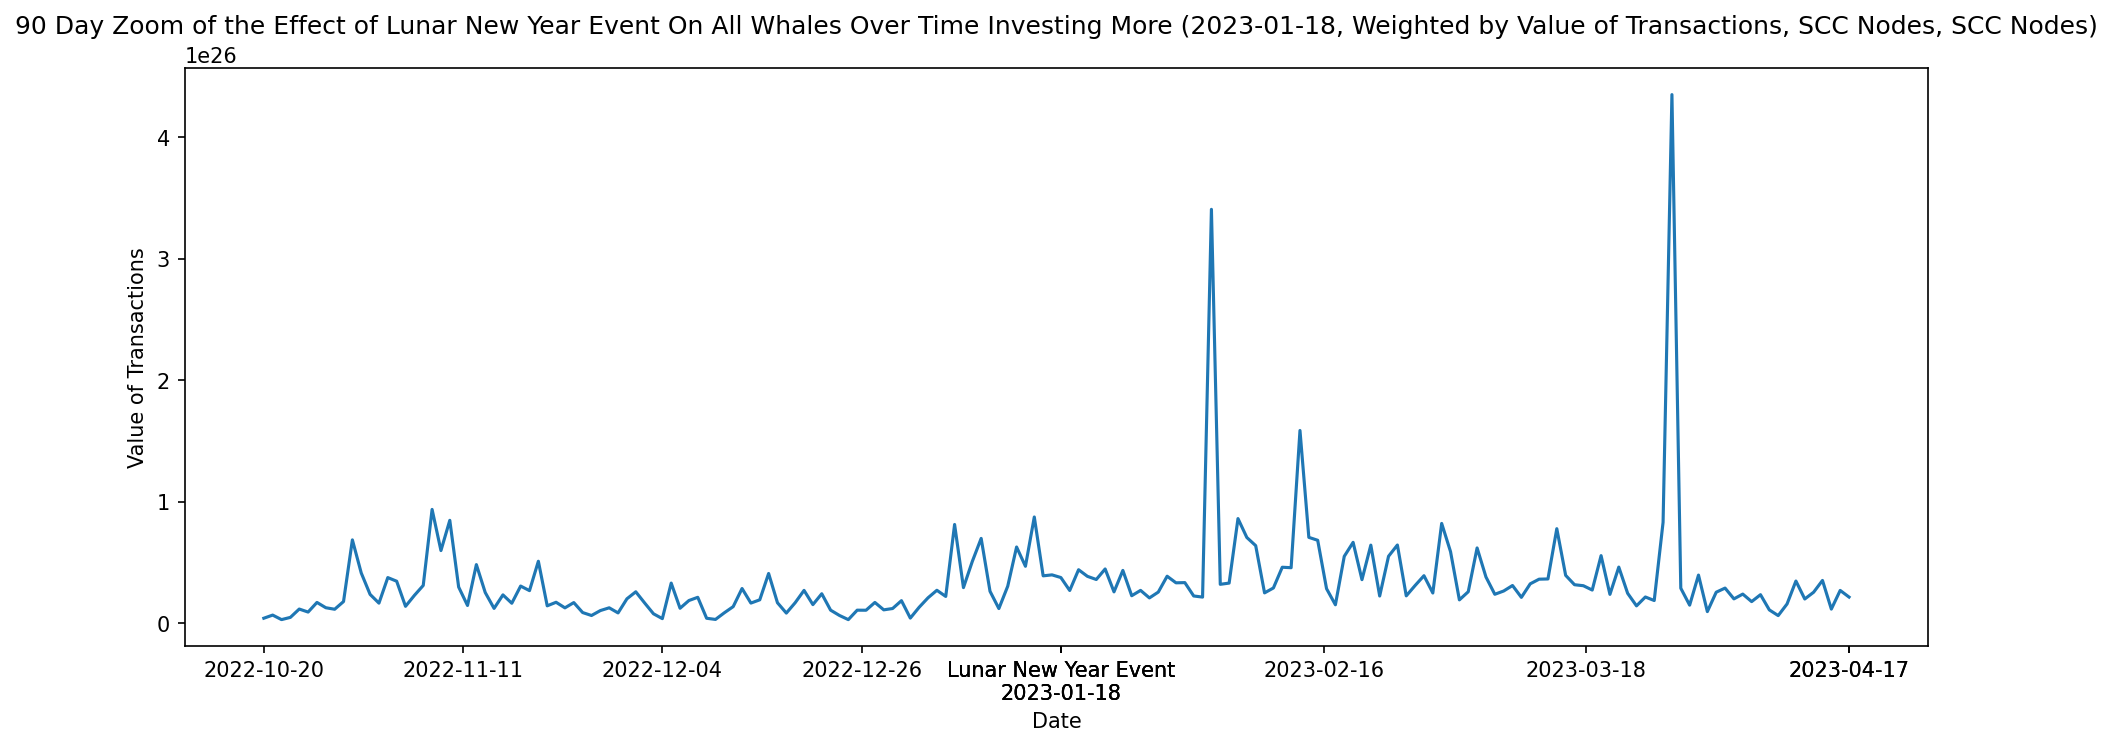 90 Day Zoom of the Effect of Lunar New Year Event On All Whales Over Time Investing More (2023-01-18, Weighted by Value of Transactions, SCC Nodes, SCC Nodes)
1e26
4
3
2
1
0
Value of Transactions
2022-10-20 2022-11-11 2022-12-04 2022-12-26 Lunar New Year Event 2023-02-16 2023-03-18 2023-04-17
2023-01-18
Date